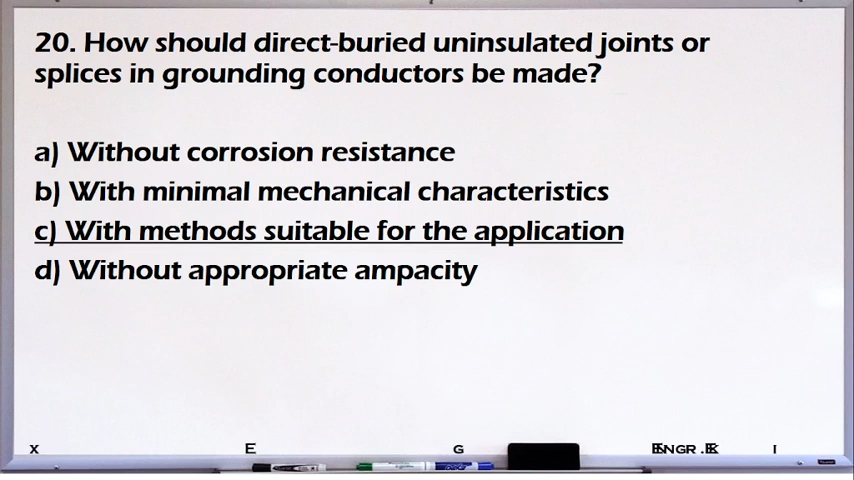 20. How should direct-buried uninsulated joints or
splices in grounding conductors be made?
a) Without corrosion resistance
b) With minimal mechanical characteristics
c) With methods suitable for the application
d) Without appropriate ampacity
X E G I